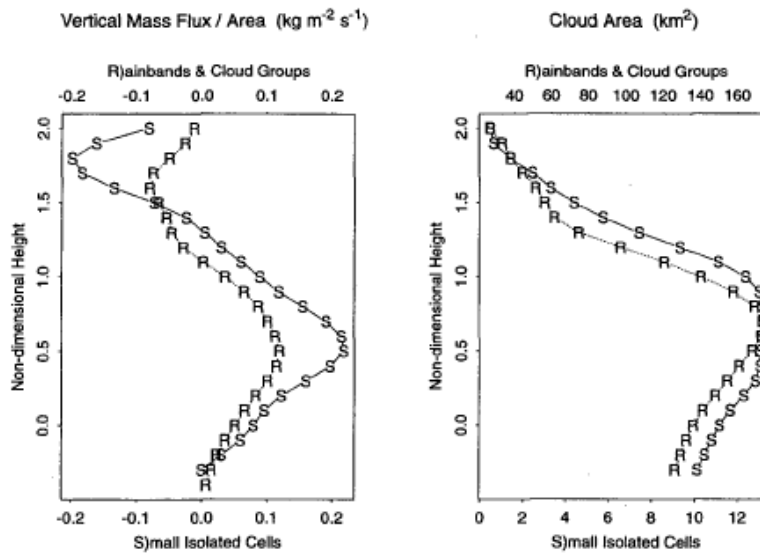 Vertical Mass Flux / Area (kg m⁻² s⁻¹)
R)ainbands & Cloud Groups
-0.2 -0.1 0.0 0.1 0.2
Non-dimensional Height
2.0
1.5
1.0
0.5
0.0
-0.2 -0.1 0.0 0.1 0.2
S)mall Isolated Cells
Cloud Area (km²)
R)ainbands & Cloud Groups
40 60 80 100 130 160
Non-dimensional Height
2.0
1.5
1.0
0.5
0.0
0 2 4 6 8 10 12
S)mall Isolated Cells